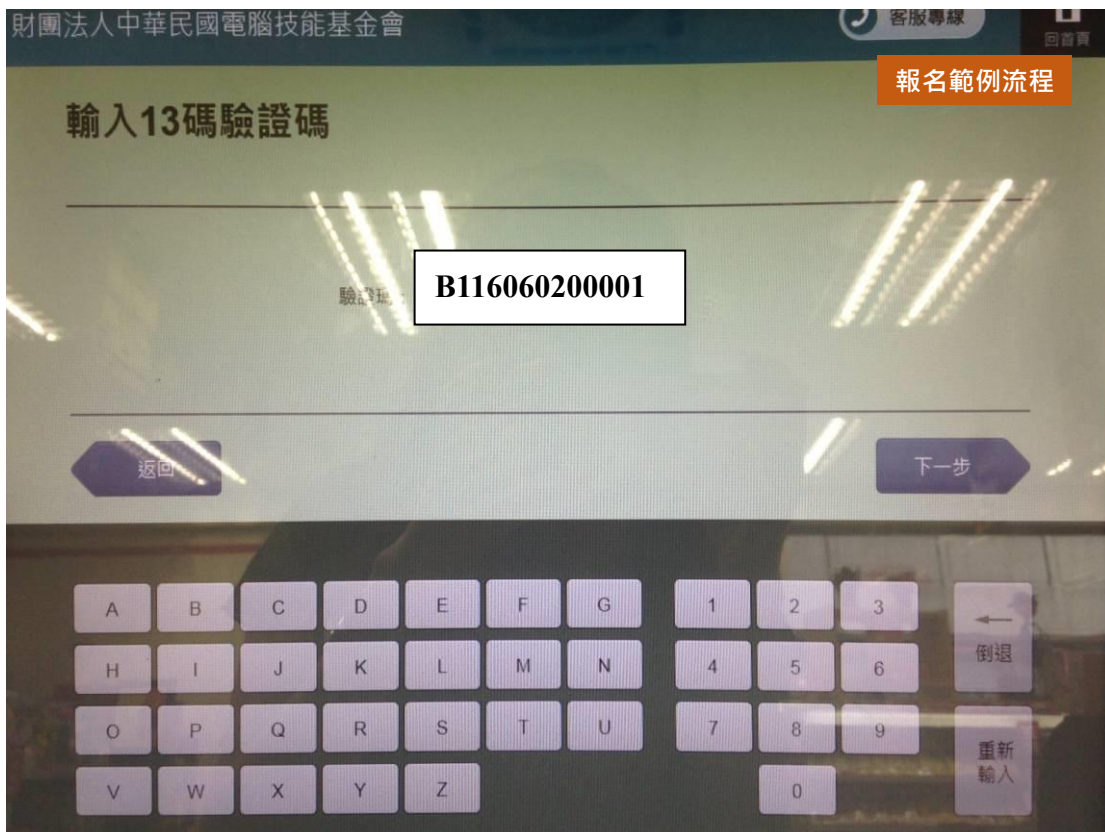 財團法人中華民國電腦技能基金會
客服專線
回首頁
報名範例流程
輸入13碼驗證碼
驗證碼: B116060200001
返回
下一步
A B C D E F G 1 2 3
倒退
H I J K L M N 4 5 6
O P Q R S T U 7 8 9
重新
輸入
V W X Y Z 0